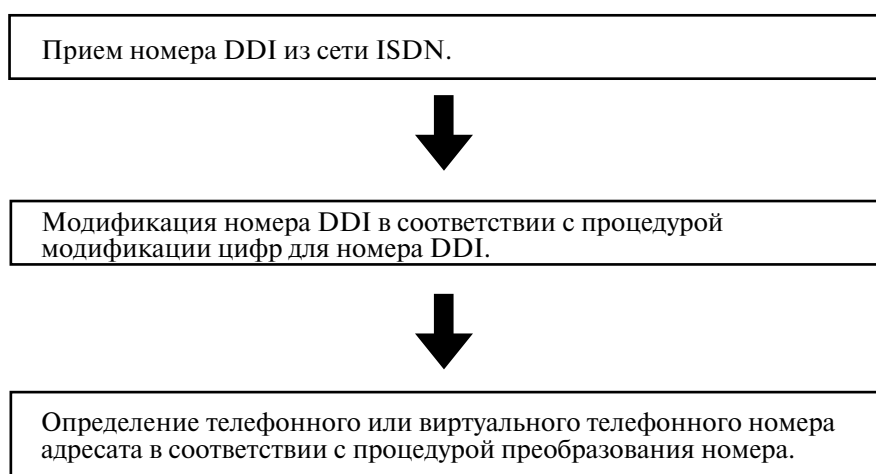 Прием номера DDI из сети ISDN.
Модификация номера DDI в соответствии с процедурой
модификации цифр для номера DDI.
Определение телефонного или виртуального телефонного номера
адресата в соответствии с процедурой преобразования номера.